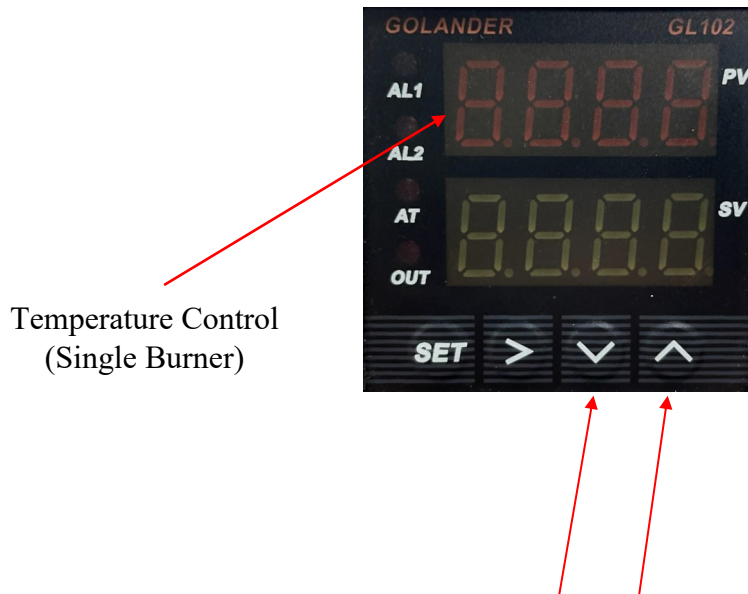 GOLANDER GL102
PV
AL1
AL2
AT
SV
OUT
Temperature Control
(Single Burner)
SET > ∨ ∧